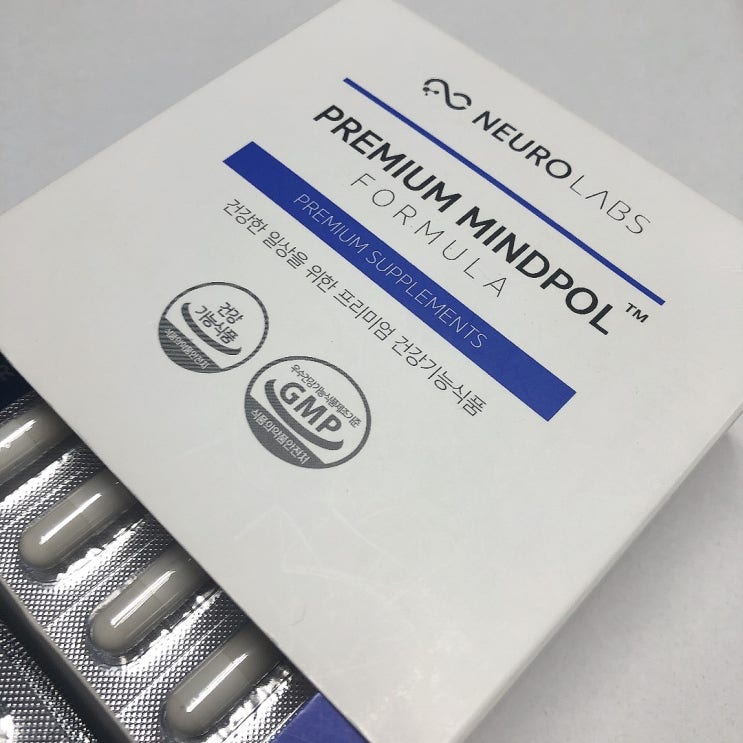 NEUROLABS
PREMIUM MINDPOL™
FORMULA
PREMIUM SUPPLEMENTS
건강한 일상을 위한 프리미엄 건강기능식품
건강
기능식품
식품의약품안전처
우수건강기능식품제조기준
GMP
식품의약품안전처